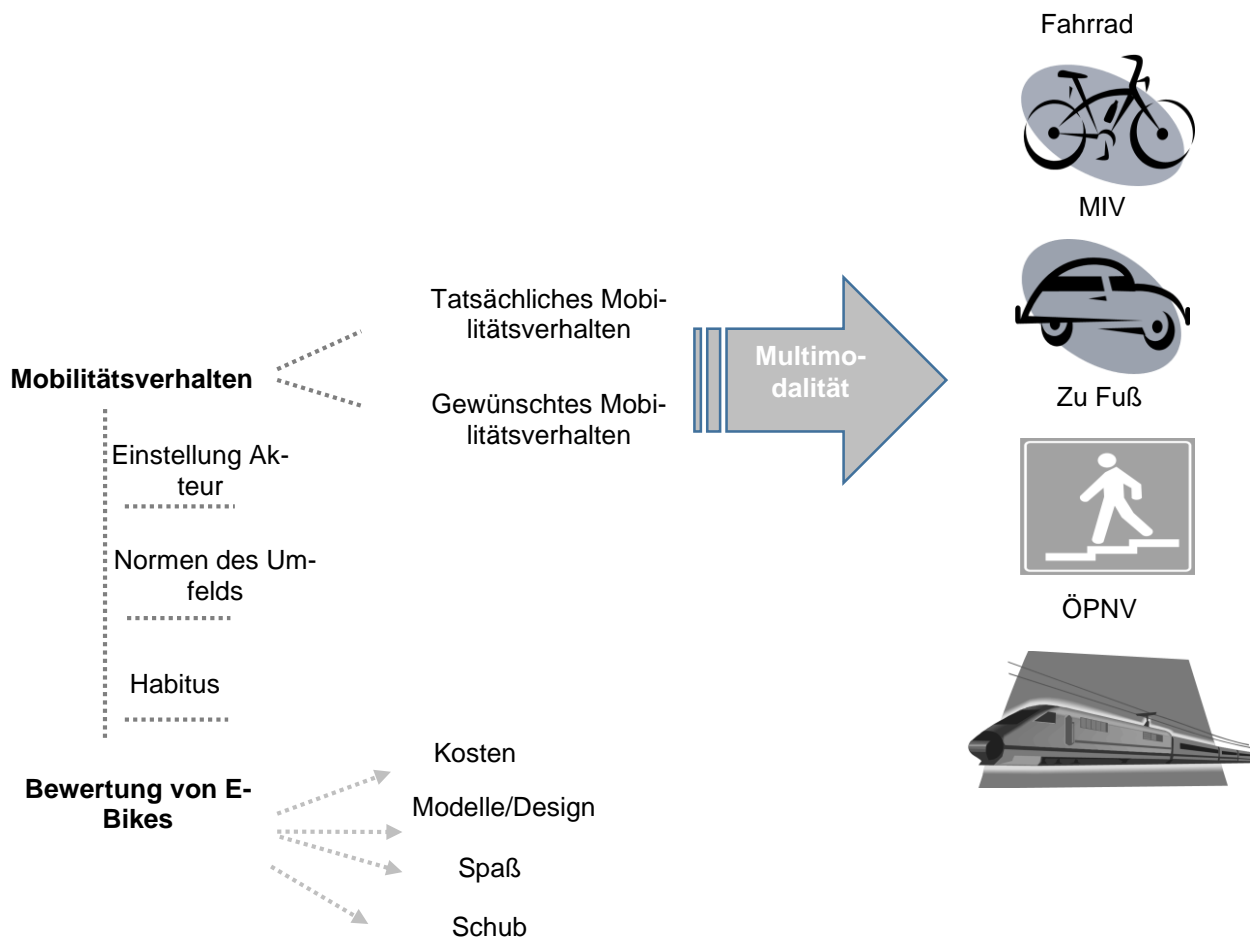 Fahrrad
MIV
Tatsächliches Mobi-
litätsverhalten
Multimo-
dalität
Mobilitätsverhalten
Gewünschtes Mobi-
litätsverhalten
Zu Fuß
Einstellung Ak-
teur
Normen des Um-
felds
ÖPNV
Habitus
Bewertung von E-
Bikes
Kosten
Modelle/Design
Spaß
Schub